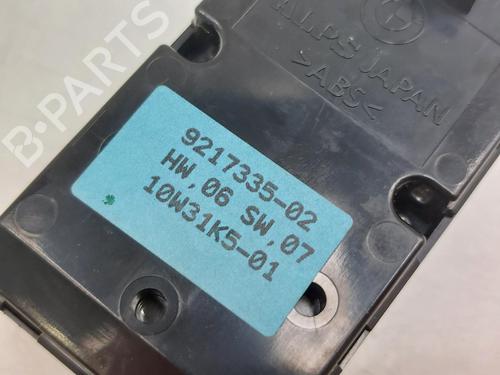 B-PARTS
ALPS JAPAN
>ABS<
9217335-02
HW,06 SW,07
10W31K5-01